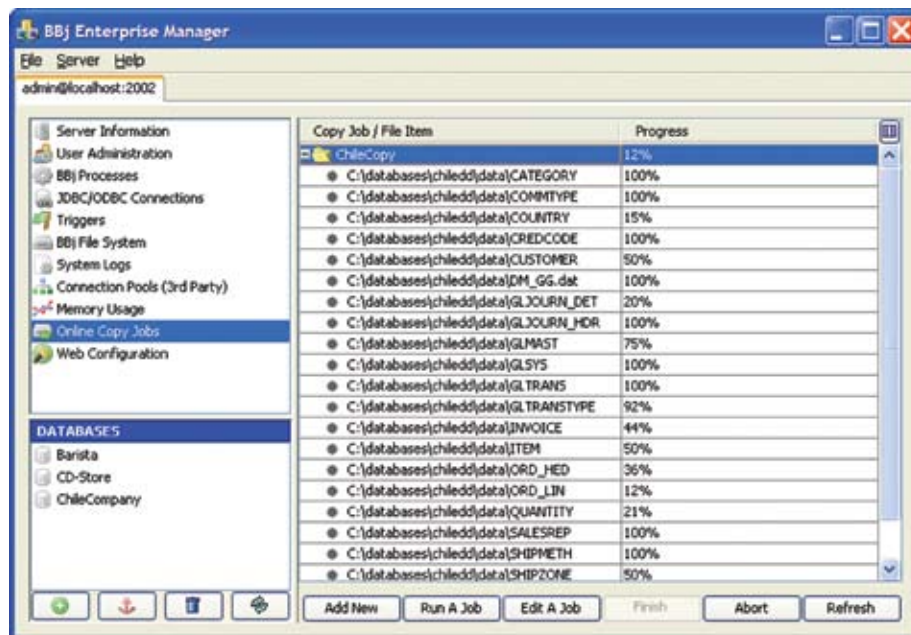 BBj Enterprise Manager
File Server Help
admin@localhost:2002
Server Information
User Administration
BBj Processes
JDBC/ODBC Connections
Triggers
BBj File System
System Logs
Connection Pools (3rd Party)
Memory Usage
Online Copy Jobs
Web Configuration
DATABASES
Barista
CD-Store
ChileCompany
Copy Job / File Item Progress
ChileCopy 12%
C:\databases\chiledd\data\CATEGORY 100%
C:\databases\chiledd\data\COMMTYPE 100%
C:\databases\chiledd\data\COUNTRY 15%
C:\databases\chiledd\data\CREDCODE 100%
C:\databases\chiledd\data\CUSTOMER 50%
C:\databases\chiledd\data\DM_GG.dat 100%
C:\databases\chiledd\data\GLJOURN_DET 20%
C:\databases\chiledd\data\GLJOURN_HDR 100%
C:\databases\chiledd\data\GLMAST 75%
C:\databases\chiledd\data\GLSYS 100%
C:\databases\chiledd\data\GLTRANS 100%
C:\databases\chiledd\data\GLTRANSTYPE 92%
C:\databases\chiledd\data\INVOICE 44%
C:\databases\chiledd\data\ITEM 50%
C:\databases\chiledd\data\ORD_HED 36%
C:\databases\chiledd\data\ORD_LIN 12%
C:\databases\chiledd\data\QUANTITY 21%
C:\databases\chiledd\data\SALESREP 100%
C:\databases\chiledd\data\SHIPMETH 100%
C:\databases\chiledd\data\SHIPZONE 50%
Add New Run A Job Edit A Job Finish Abort Refresh